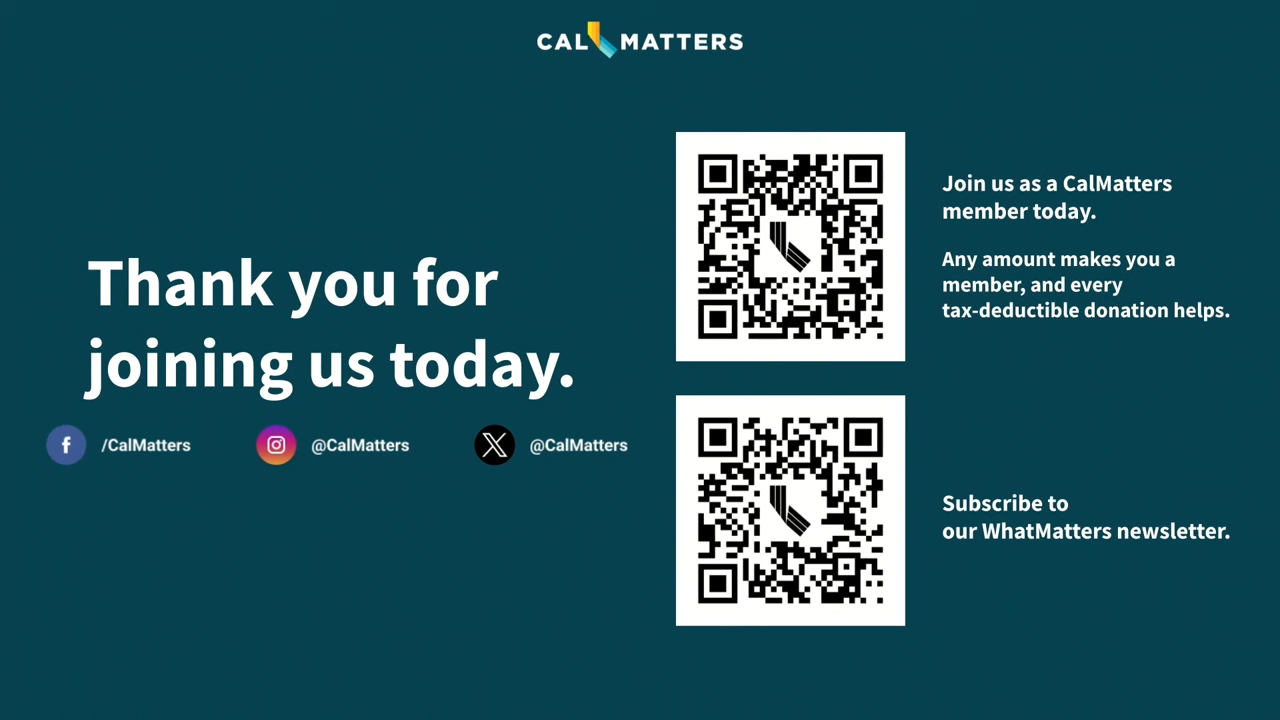 CALMATTERS
Thank you for
joining us today.
/CalMatters
@CalMatters
@CalMatters
Join us as a CalMatters
member today.
Any amount makes you a
member, and every
tax-deductible donation helps.
Subscribe to
our WhatMatters newsletter.